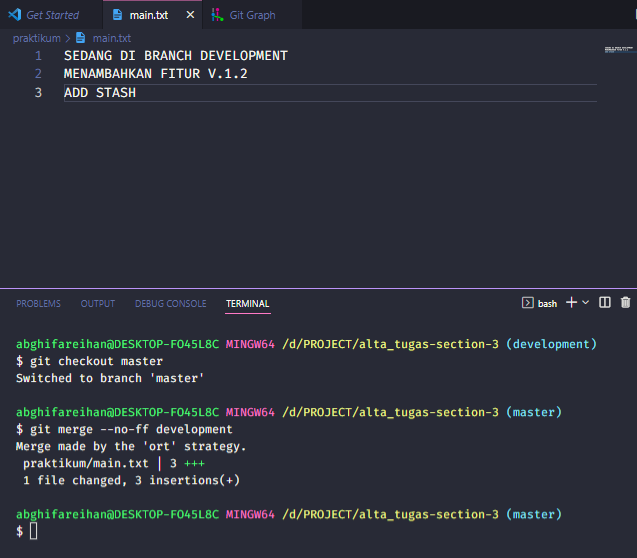 Get Started
main.txt
Git Graph
praktikum > main.txt
1 SEDANG DI BRANCH DEVELOPMENT
2 MENAMBAHKAN FITUR V.1.2
3 ADD STASH
PROBLEMS OUTPUT DEBUG CONSOLE TERMINAL bash
abghifareihan@DESKTOP-FO45L8C MINGW64 /d/PROJECT/alta_tugas-section-3 (development)
$ git checkout master
Switched to branch 'master'
abghifareihan@DESKTOP-FO45L8C MINGW64 /d/PROJECT/alta_tugas-section-3 (master)
$ git merge --no-ff development
Merge made by the 'ort' strategy.
praktikum/main.txt | 3 +++
1 file changed, 3 insertions(+)
abghifareihan@DESKTOP-FO45L8C MINGW64 /d/PROJECT/alta_tugas-section-3 (master)
$